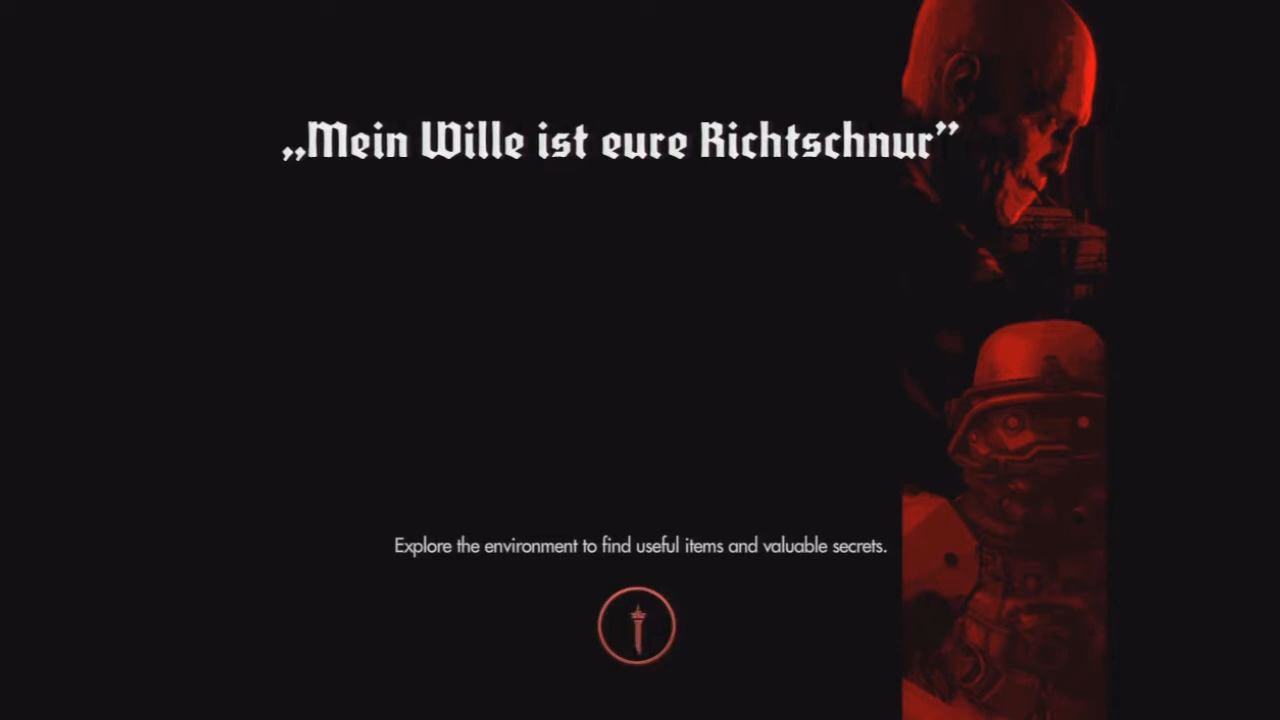 „Mein Wille ist eure Richtschnur”
Explore the environment to find useful items and valuable secrets.